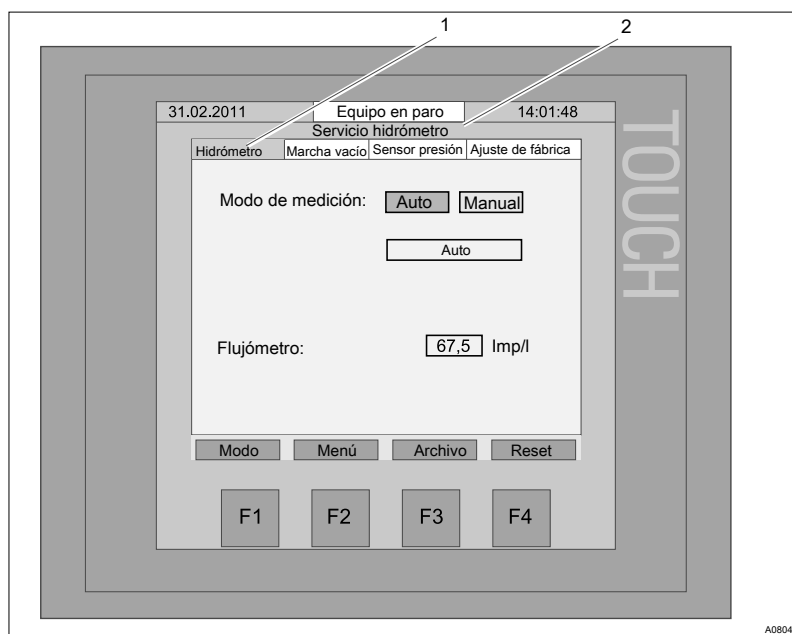 1 2
31.02.2011 Equipo en paro 14:01:48
Servicio hidrómetro
Hidrómetro Marcha vacío Sensor presión Ajuste de fábrica
Modo de medición: Auto Manual
Auto
Flujómetro: 67,5 Imp/l
Modo Menú Archivo Reset
F1 F2 F3 F4
TOUCH
A0804